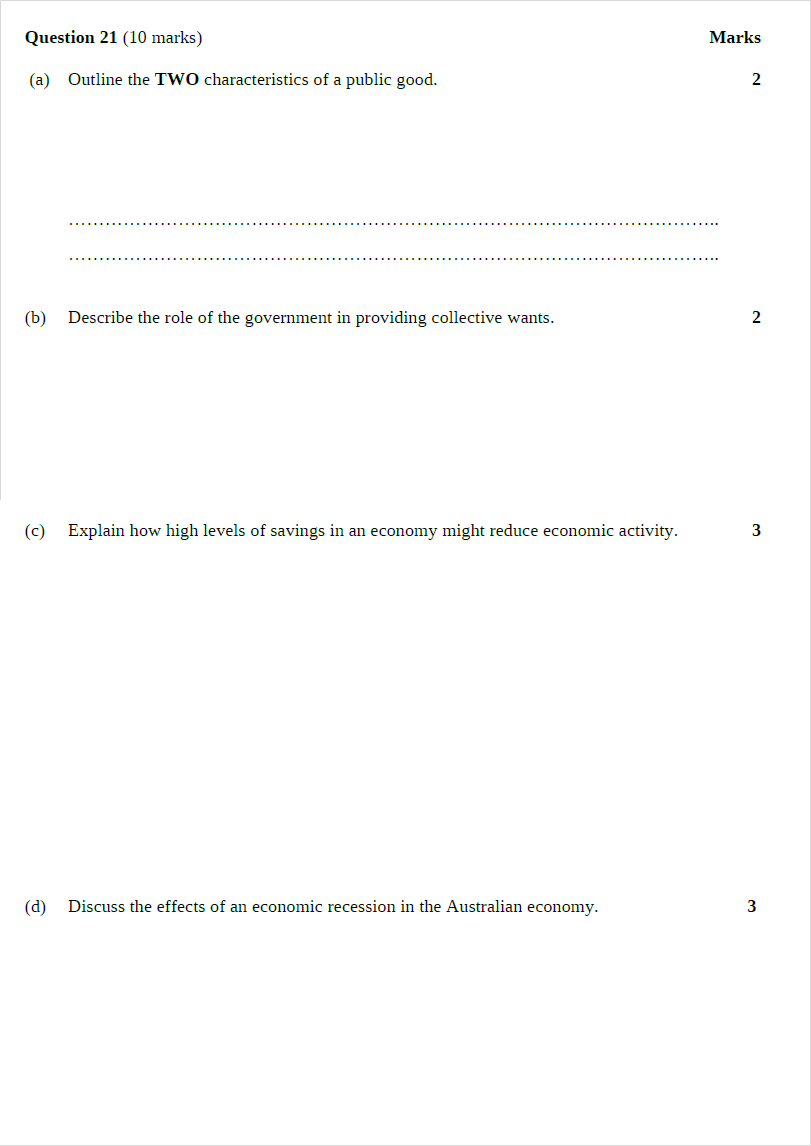 Question 21 (10 marks) Marks
(a) Outline the TWO characteristics of a public good. 2
…………………………………………………………………………………………..
…………………………………………………………………………………………..
(b) Describe the role of the government in providing collective wants. 2
(c) Explain how high levels of savings in an economy might reduce economic activity. 3
(d) Discuss the effects of an economic recession in the Australian economy. 3